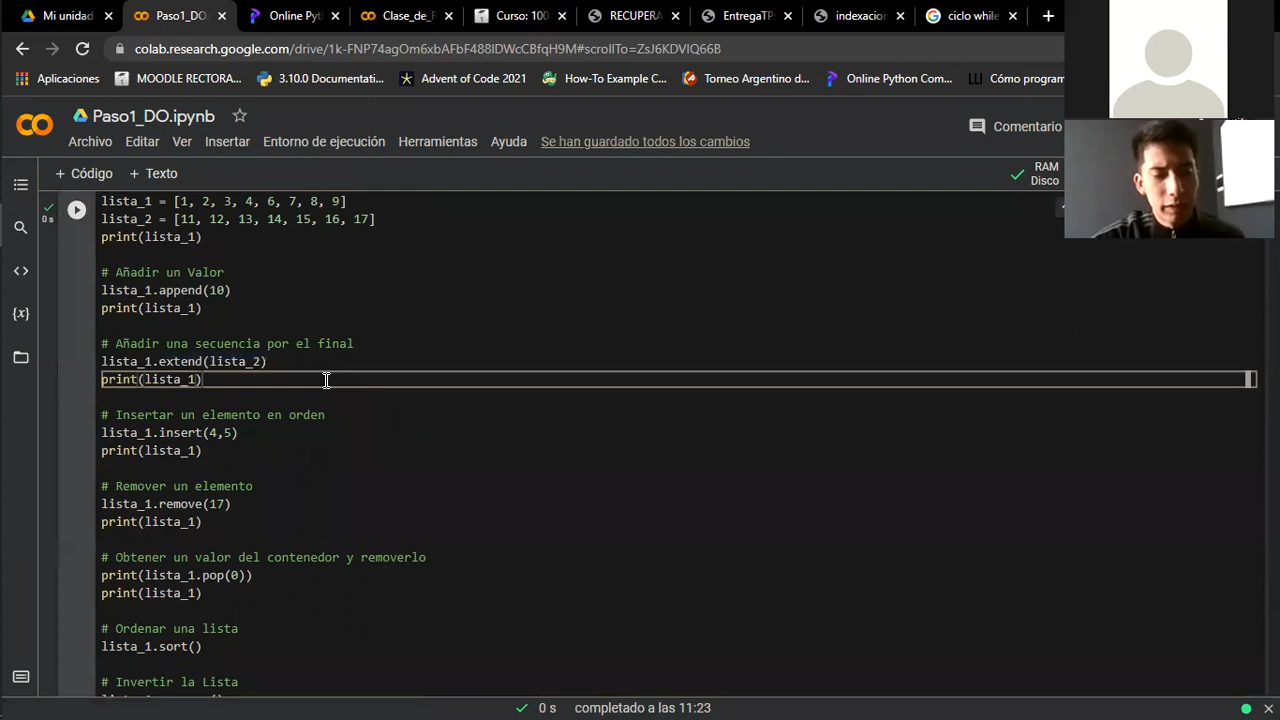 Mi unidad
Paso1_DO.
Online Pyt
Clase_de_F
Curso: 100
RECUPERA
EntregaTP
indexacion
ciclo while
colab.research.google.com/drive/1k-FNP74agOm6xbAFbF488IDWcCBfqH9M#scrollTo=ZsJ6KDVIQ66B
Aplicaciones
MOODLE RECTORA...
3.10.0 Documentati...
Advent of Code 2021
How-To Example C...
Torneo Argentino d...
Online Python Com...
Cómo program
Paso1_DO.ipynb
Archivo Editar Ver Insertar Entorno de ejecución Herramientas Ayuda Se han guardado todos los cambios
Comentario
+ Código + Texto
RAM
Disco
0 s
lista_1 = [1, 2, 3, 4, 6, 7, 8, 9]
lista_2 = [11, 12, 13, 14, 15, 16, 17]
print(lista_1)
# Añadir un Valor
lista_1.append(10)
print(lista_1)
# Añadir una secuencia por el final
lista_1.extend(lista_2)
print(lista_1)
# Insertar un elemento en orden
lista_1.insert(4,5)
print(lista_1)
# Remover un elemento
lista_1.remove(17)
print(lista_1)
# Obtener un valor del contenedor y removerlo
print(lista_1.pop(0))
print(lista_1)
# Ordenar una lista
lista_1.sort()
# Invertir la Lista
0 s completado a las 11:23